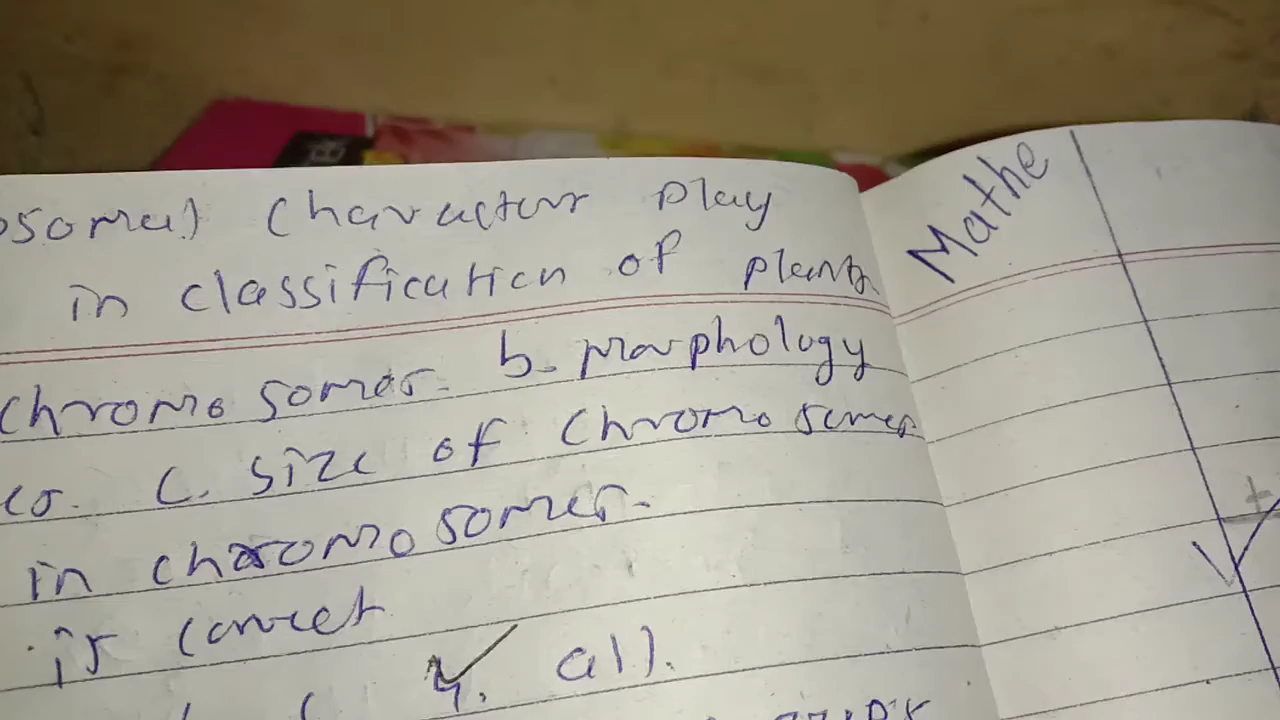 osomal character play
in classification of plants
Mathe
chromosomes. b. Morphology
es. c. size of chromosomes
in chromosomes.
is correct
4. all.